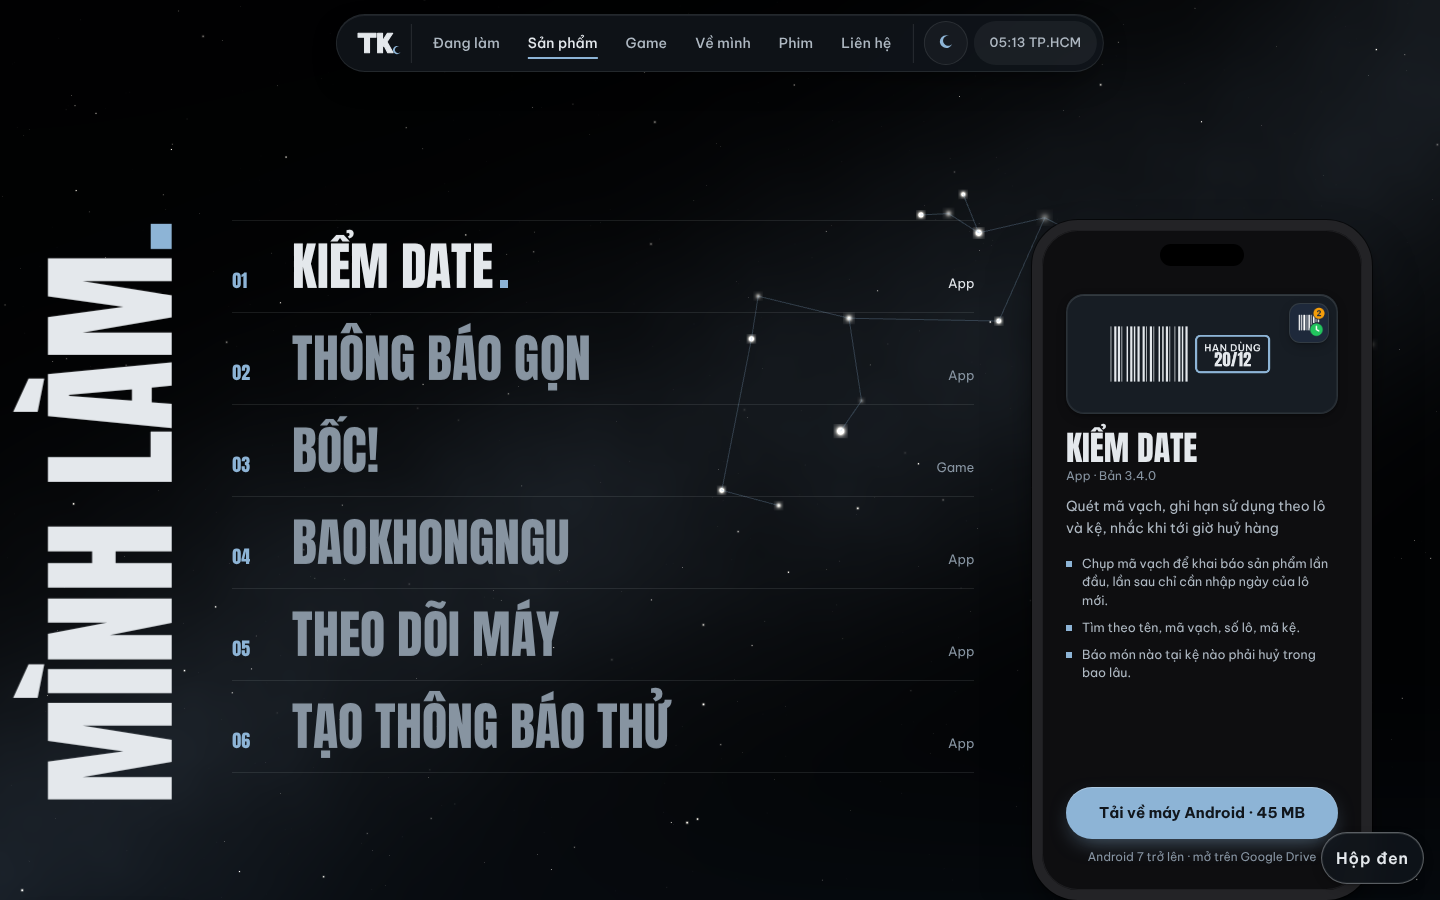 TK
Đang làm
Sản phẩm
Game
Về mình
Phim
Liên hệ
05:13 TP.HCM
MÌNH LÀM.
01 KIỂM DATE. App
02 THÔNG BÁO GỌN App
03 BỐC! Game
04 BAOKHONGNGU App
05 THEO DÕI MÁY App
06 TẠO THÔNG BÁO THỬ App
2
HẠN DÙNG
20/12
KIỂM DATE
App · Bản 3.4.0
Quét mã vạch, ghi hạn sử dụng theo lô
và kệ, nhắc khi tới giờ huỷ hàng
Chụp mã vạch để khai báo sản phẩm lần
đầu, lần sau chỉ cần nhập ngày của lô
mới.
Tìm theo tên, mã vạch, số lô, mã kệ.
Báo món nào tại kệ nào phải huỷ trong
bao lâu.
Tải về máy Android · 45 MB
Android 7 trở lên · mở trên Google Drive
Hộp đen